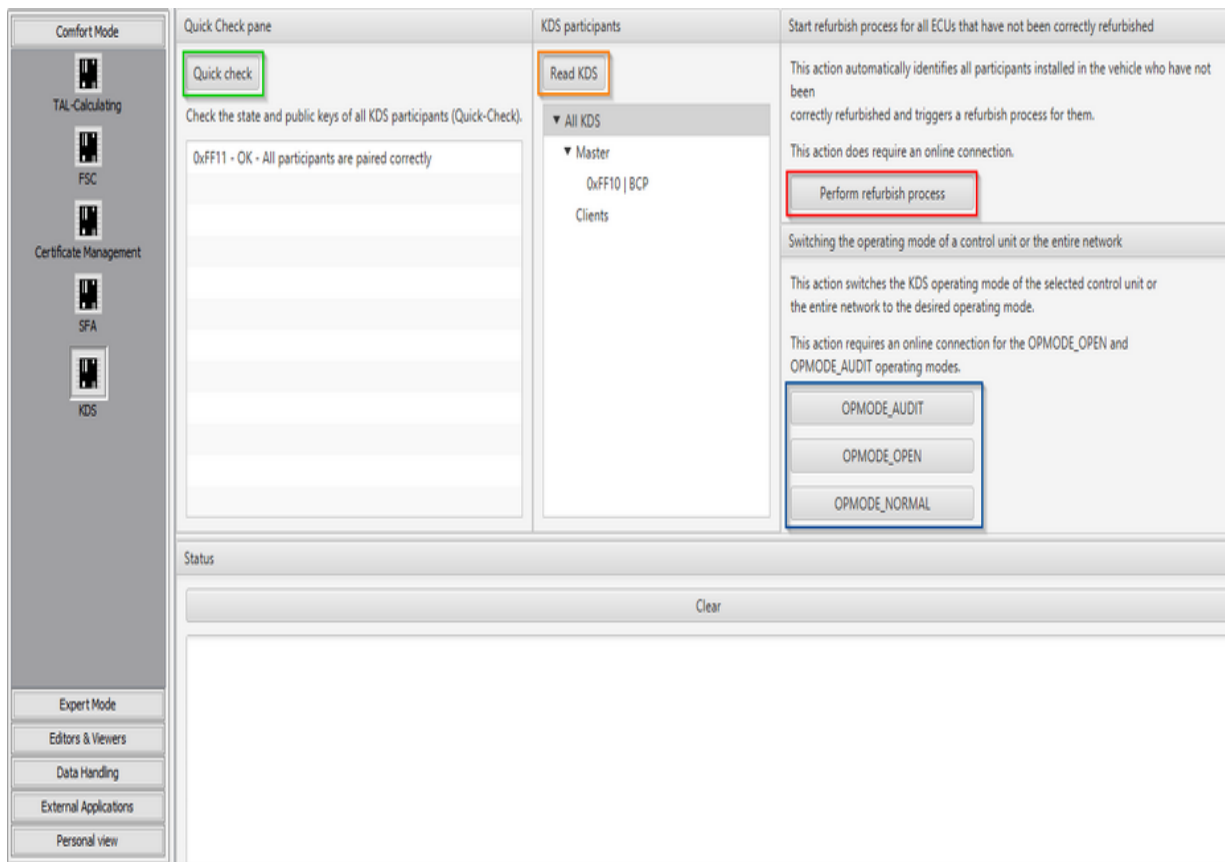 Comfort Mode
TAL-Calculating
FSC
Certificate Management
SFA
KDS
Expert Mode
Editors & Viewers
Data Handling
External Applications
Personal view
Quick Check pane
Quick check
Check the state and public keys of all KDS participants (Quick-Check).
0xFF11 - OK - All participants are paired correctly
KDS participants
Read KDS
▼ All KDS
▼ Master
0xFF10 | BCP
Clients
Start refurbish process for all ECUs that have not been correctly refurbished
This action automatically identifies all participants installed in the vehicle who have not
been
correctly refurbished and triggers a refurbish process for them.
This action does require an online connection.
Perform refurbish process
Switching the operating mode of a control unit or the entire network
This action switches the KDS operating mode of the selected control unit or
the entire network to the desired operating mode.
This action requires an online connection for the OPMODE_OPEN and
OPMODE_AUDIT operating modes.
OPMODE_AUDIT
OPMODE_OPEN
OPMODE_NORMAL
Status
Clear